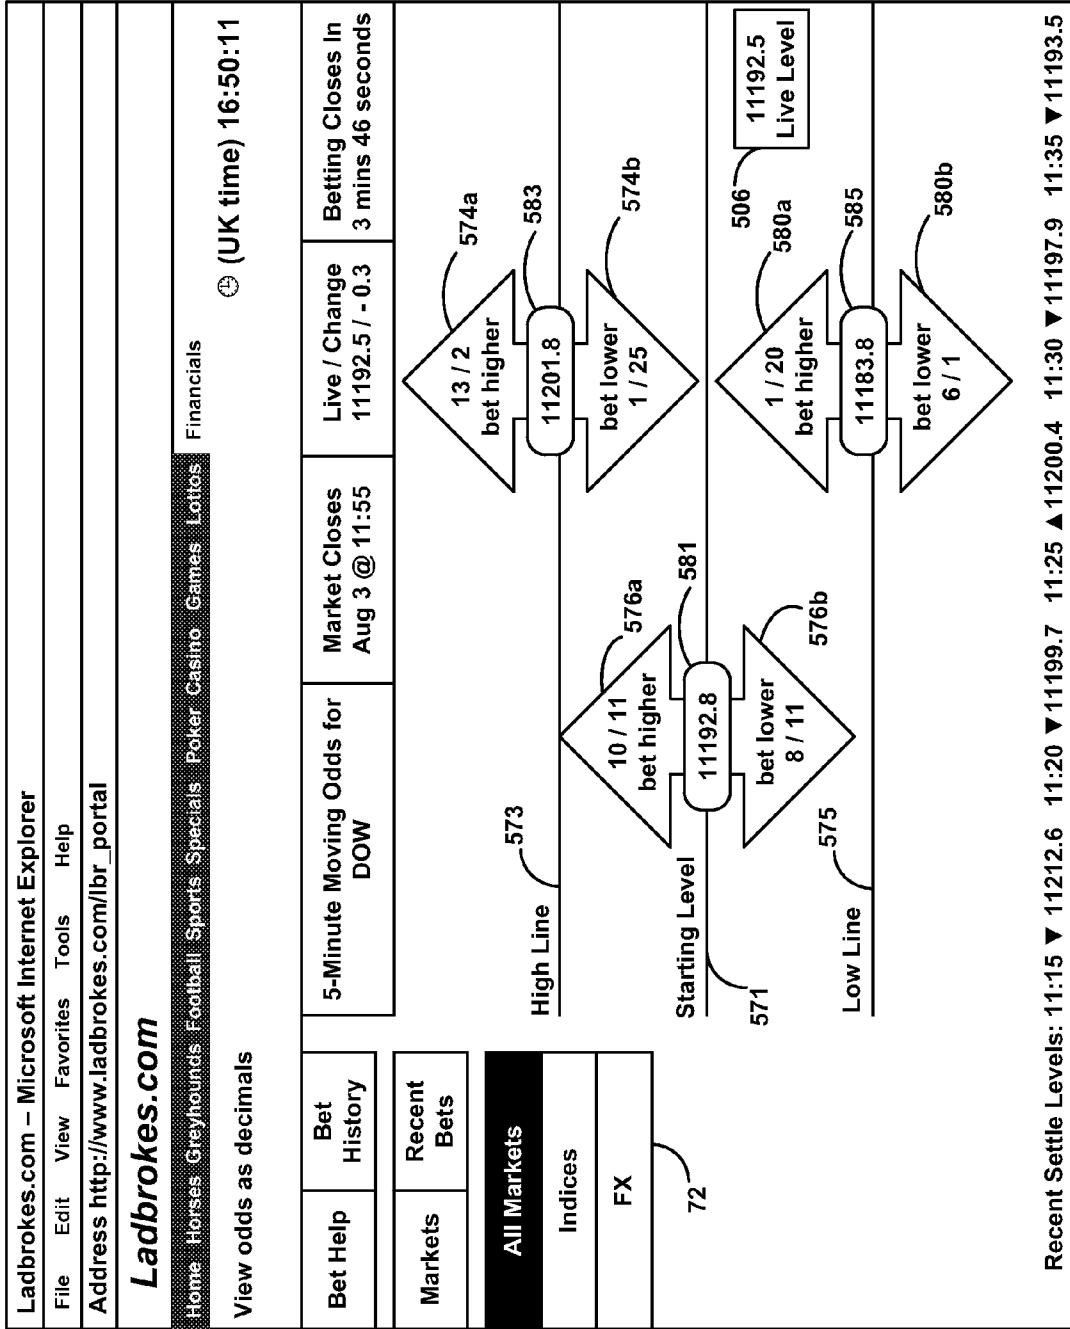 Ladbrokes.com – Microsoft Internet Explorer
File Edit View Favorites Tools Help
Address http://www.ladbrokes.com/lbr_portal
Ladbrokes.com
Home Horses Greyhounds Football Sports Specials Poker Casino Games Lottos Financials
View odds as decimals
(UK time) 16:50:11
Bet Help
Bet
History
Markets
Recent
Bets
All Markets
Indices
FX
72
5-Minute Moving Odds for
DOW
Market Closes
Aug 3 @ 11:55
Live / Change
11192.5 / - 0.3
Betting Closes In
3 mins 46 seconds
High Line
573
13 / 2
bet higher
574a
11201.8
583
bet lower
1 / 25
574b
Starting Level
571
10 / 11
bet higher
576a
11192.8
581
bet lower
8 / 11
576b
506
11192.5
Live Level
Low Line
575
1 / 20
bet higher
580a
11183.8
585
bet lower
6 / 1
580b
Recent Settle Levels: 11:15 ▼ 11212.6 11:20 ▼11199.7 11:25 ▲11200.4 11:30 ▼11197.9 11:35 ▼11193.5